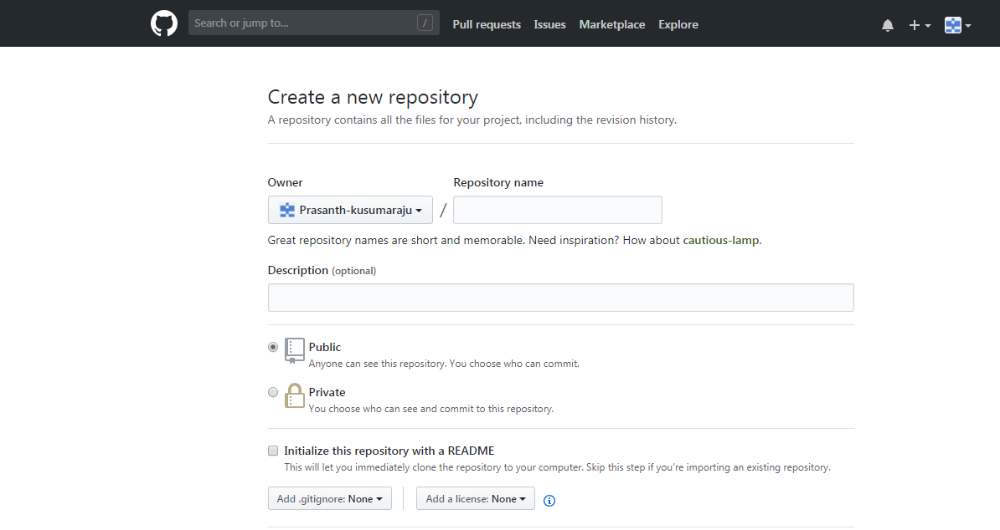 Search or jump to... /
Pull requests Issues Marketplace Explore
Create a new repository
A repository contains all the files for your project, including the revision history.
Owner Repository name
Prasanth-kusumaraju /
Great repository names are short and memorable. Need inspiration? How about cautious-lamp.
Description (optional)
Public
Anyone can see this repository. You choose who can commit.
Private
You choose who can see and commit to this repository.
Initialize this repository with a README
This will let you immediately clone the repository to your computer. Skip this step if you’re importing an existing repository.
Add .gitignore: None Add a license: None